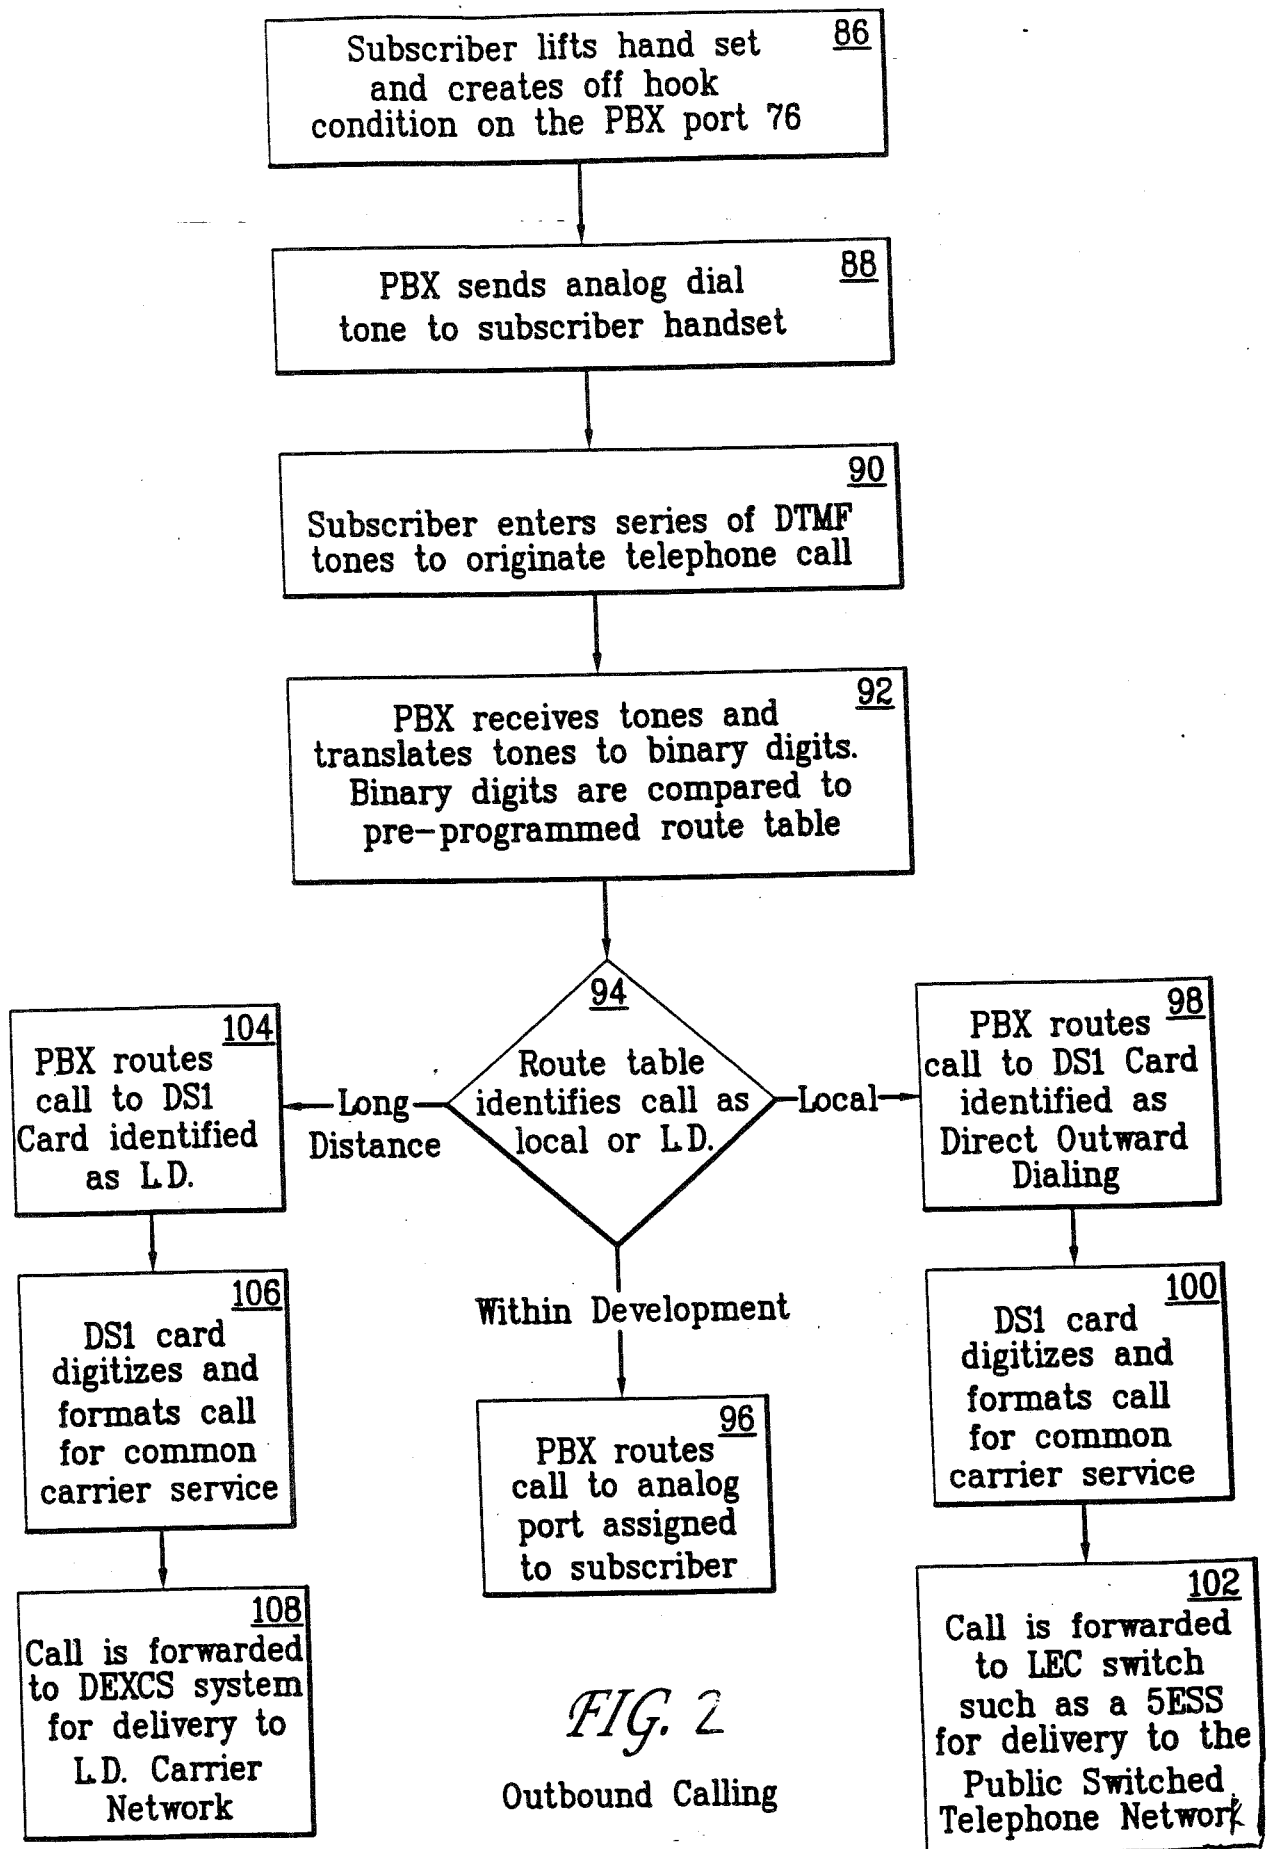 86
Subscriber lifts hand set
and creates off hook
condition on the PBX port 76
88
PBX sends analog dial
tone to subscriber handset
90
Subscriber enters series of DTMF
tones to originate telephone call
92
PBX receives tones and
translates tones to binary digits.
Binary digits are compared to
pre-programmed route table
94
Route table
identifies call as
local or L.D.
Long
Distance
Local
Within Development
104
PBX routes
call to DS1
Card identified
as L.D.
106
DS1 card
digitizes and
formats call
for common
carrier service
108
Call is forwarded
to DEXCS system
for delivery to
L.D. Carrier
Network
96
PBX routes
call to analog
port assigned
to subscriber
98
PBX routes
call to DS1 Card
identified as
Direct Outward
Dialing
100
DS1 card
digitizes and
formats call
for common
carrier service
102
Call is forwarded
to LEC switch
such as a 5ESS
for delivery to the
Public Switched
Telephone Network
FIG. 2
Outbound Calling